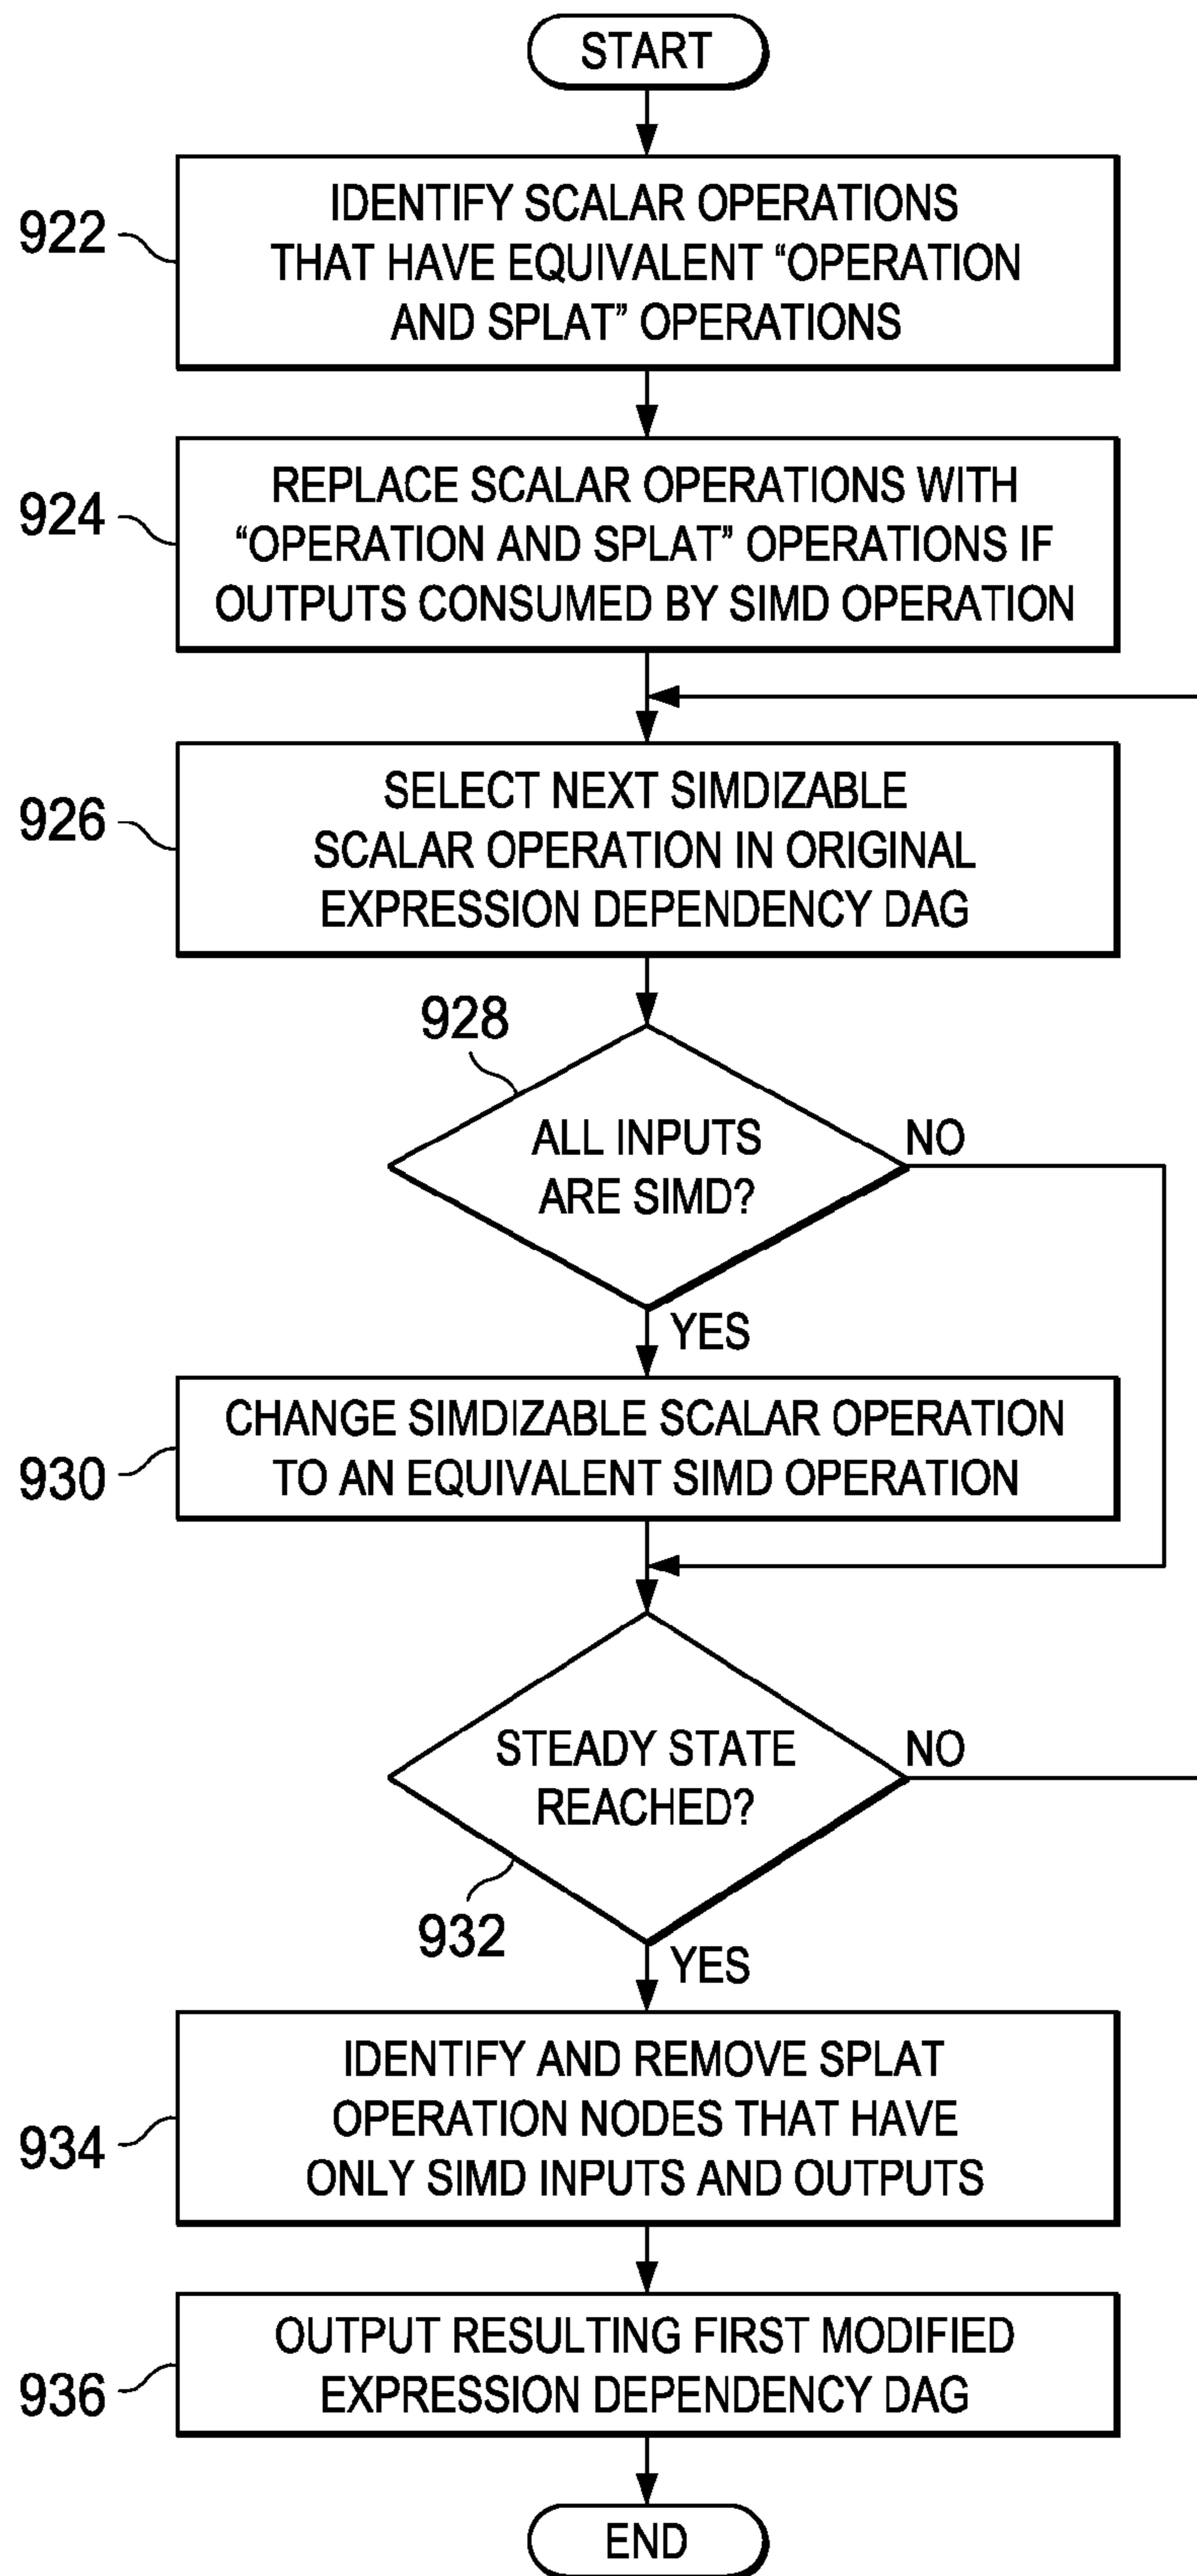 START
922
IDENTIFY SCALAR OPERATIONS
THAT HAVE EQUIVALENT “OPERATION
AND SPLAT” OPERATIONS
924
REPLACE SCALAR OPERATIONS WITH
“OPERATION AND SPLAT” OPERATIONS IF
OUTPUTS CONSUMED BY SIMD OPERATION
926
SELECT NEXT SIMDIZABLE
SCALAR OPERATION IN ORIGINAL
EXPRESSION DEPENDENCY DAG
928
ALL INPUTS
ARE SIMD?
NO
YES
930
CHANGE SIMDIZABLE SCALAR OPERATION
TO AN EQUIVALENT SIMD OPERATION
STEADY STATE
REACHED?
NO
932
YES
934
IDENTIFY AND REMOVE SPLAT
OPERATION NODES THAT HAVE
ONLY SIMD INPUTS AND OUTPUTS
936
OUTPUT RESULTING FIRST MODIFIED
EXPRESSION DEPENDENCY DAG
END